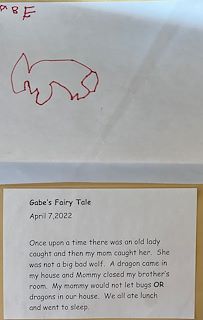 A B E
Gabe's Fairy Tale
April 7,2022
Once upon a time there was an old lady
caught and then my mom caught her. She
was not a big bad wolf. A dragon came in
my house and Mommy closed my brother's
room. My mommy would not let bugs OR
dragons in our house. We all ate lunch
and went to sleep.